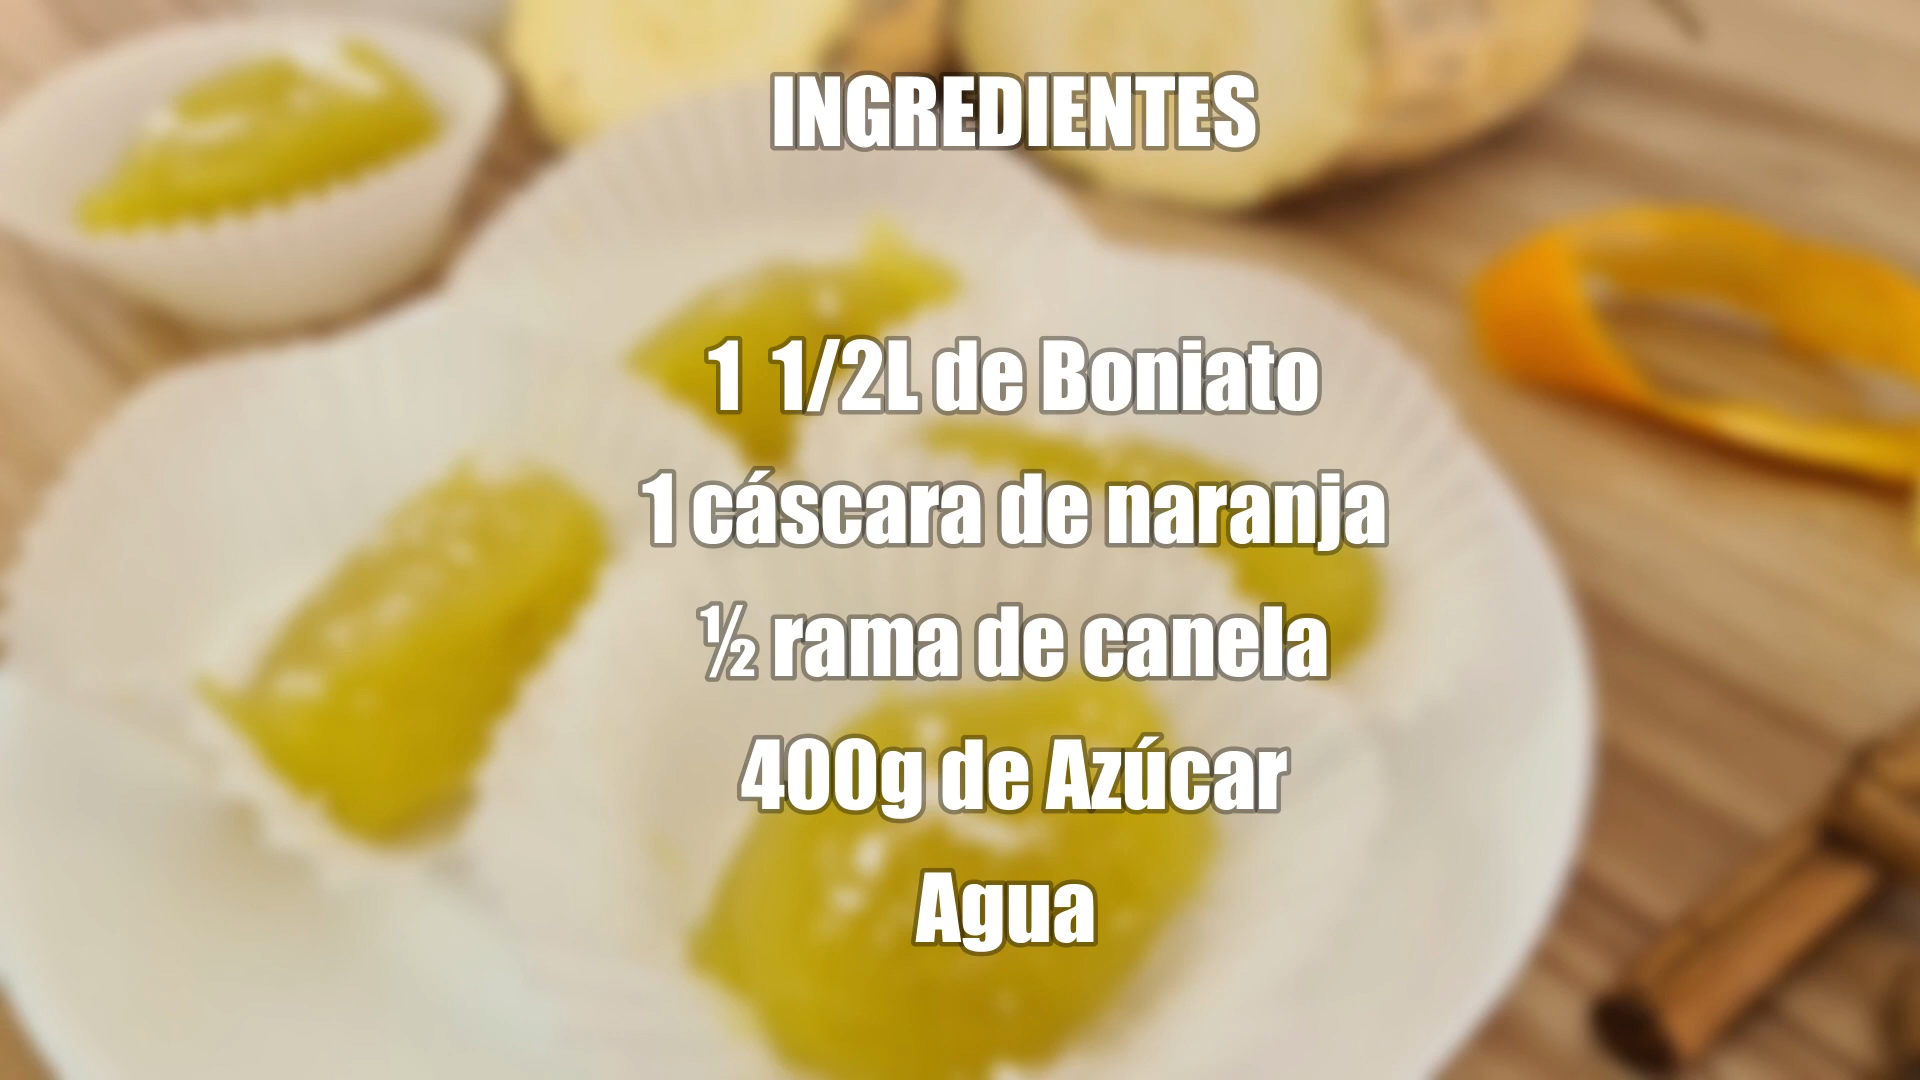 INGREDIENTES
1 1/2L de Boniato
1 cáscara de naranja
½ rama de canela
400g de Azúcar
Agua